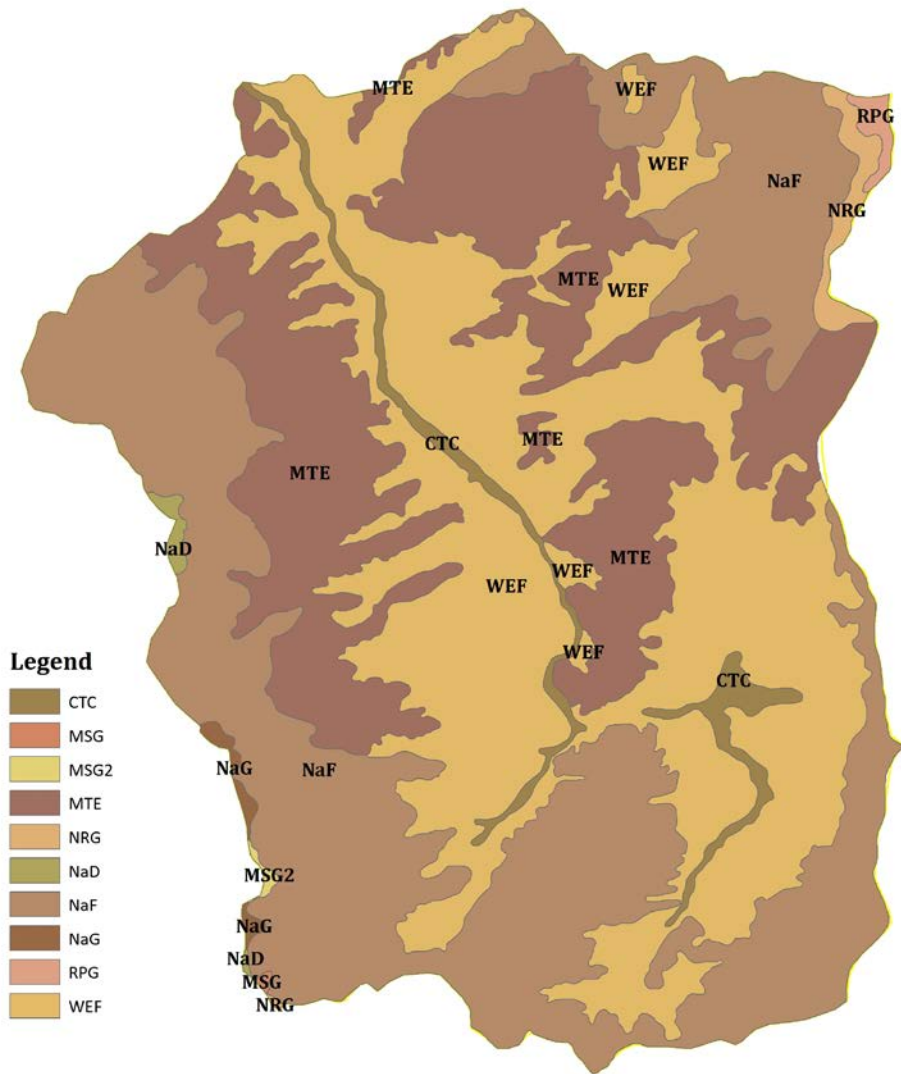 MTE
WEF
RPG
WEF
NaF
NRG
MTE
WEF
CTC
MTE
MTE
NaD
WEF
WEF
MTE
WEF
CTC
NaG
NaF
MSG2
NaG
NaD
MSG
NRG
Legend
CTC
MSG
MSG2
MTE
NRG
NaD
NaF
NaG
RPG
WEF